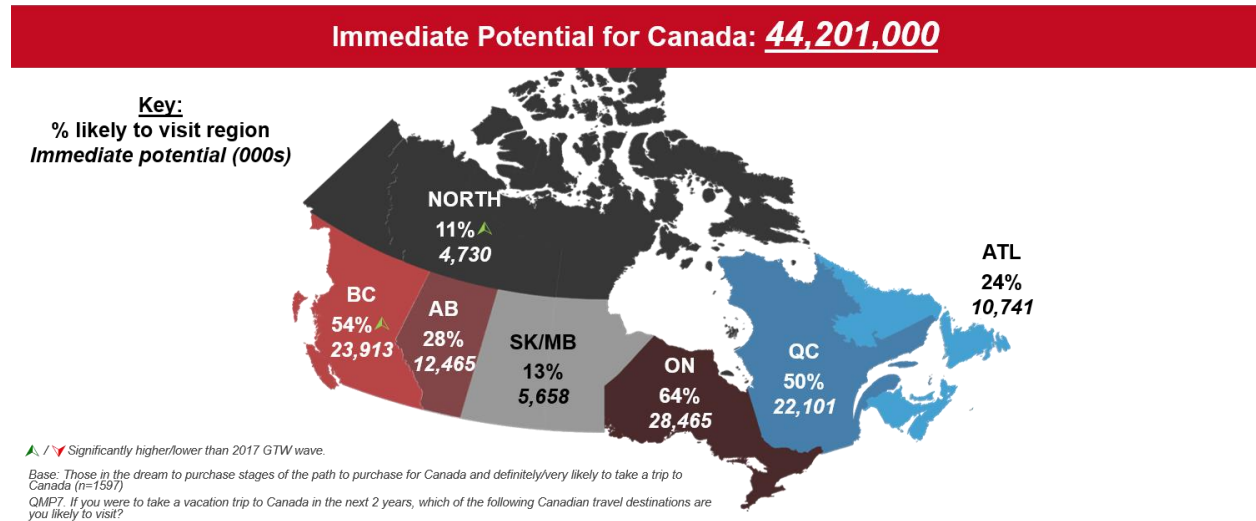 Immediate Potential for Canada: 44,201,000
Key:
% likely to visit region
Immediate potential (000s)
NORTH
11%
4,730
BC
54%
23,913
AB
28%
12,465
SK/MB
13%
5,658
ON
64%
28,465
QC
50%
22,101
ATL
24%
10,741
/ Significantly higher/lower than 2017 GTW wave.
Base: Those in the dream to purchase stages of the path to purchase for Canada and definitely/very likely to take a trip to
Canada (n=1597)
QMP7. If you were to take a vacation trip to Canada in the next 2 years, which of the following Canadian travel destinations are
you likely to visit?